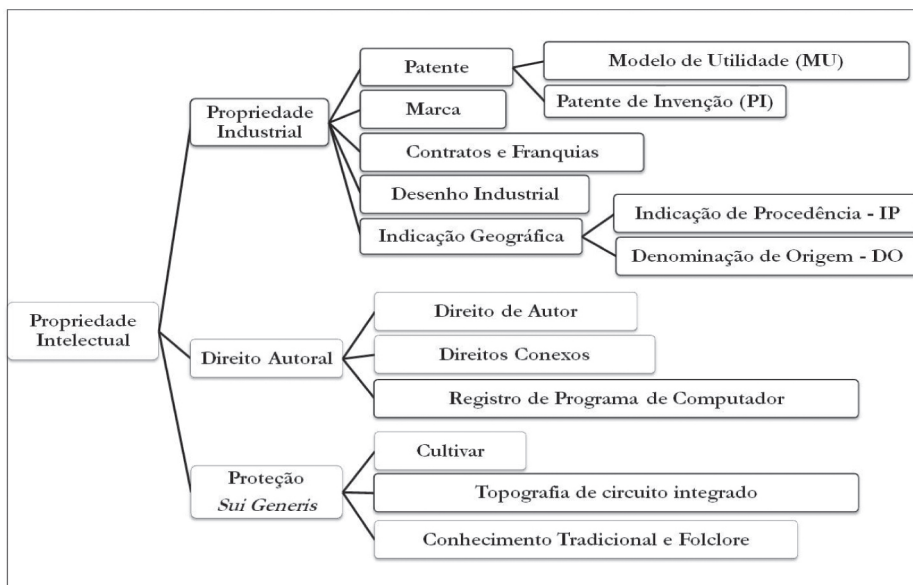 Propriedade
Intelectual
Propriedade
Industrial
Patente
Modelo de Utilidade (MU)
Patente de Invenção (PI)
Marca
Contratos e Franquias
Desenho Industrial
Indicação Geográfica
Indicação de Procedência - IP
Denominação de Origem - DO
Direito Autoral
Direito de Autor
Direitos Conexos
Registro de Programa de Computador
Proteção
Sui Generis
Cultivar
Topografia de circuito integrado
Conhecimento Tradicional e Folclore